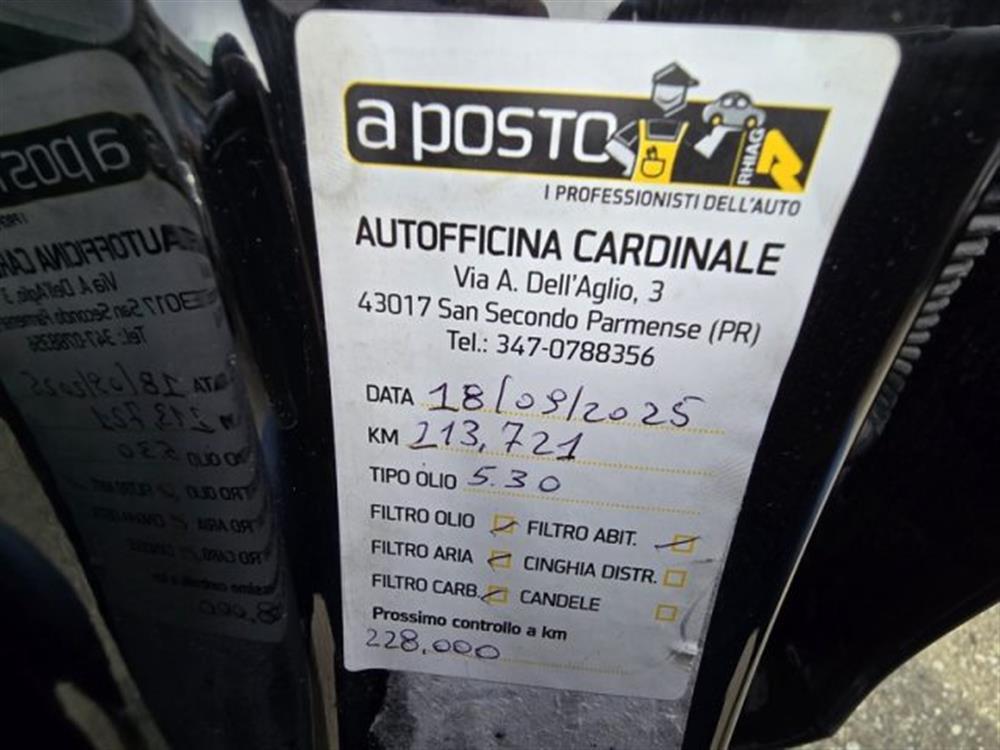 a POSTO
RHIAG
I PROFESSIONISTI DELL'AUTO
AUTOFFICINA CARDINALE
Via A. Dell'Aglio, 3
43017 San Secondo Parmense (PR)
Tel.: 347-0788356
DATA 18/09/2025
KM 213,721
TIPO OLIO 5.30
FILTRO OLIO FILTRO ABIT.
FILTRO ARIA CINGHIA DISTR.
FILTRO CARB. CANDELE
Prossimo controllo a km
228,000